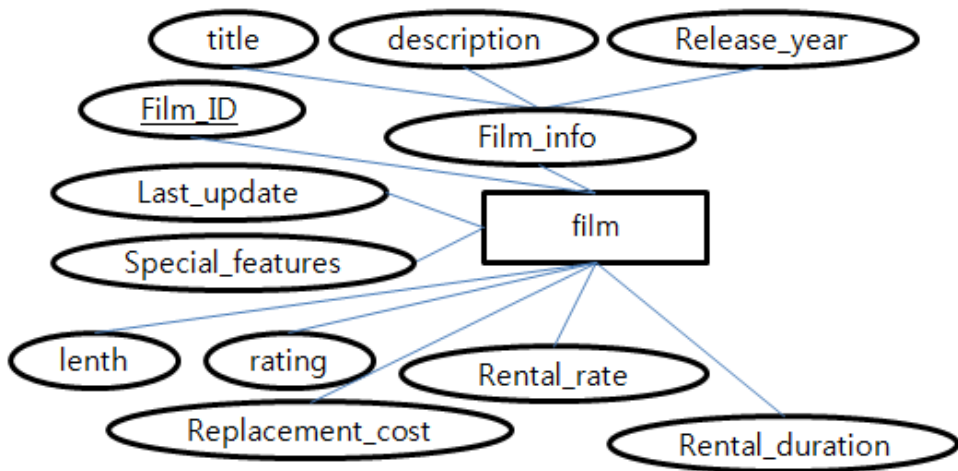 title
description
Release_year
Film_ID
Film_info
Last_update
film
Special_features
lenth
rating
Rental_rate
Replacement_cost
Rental_duration